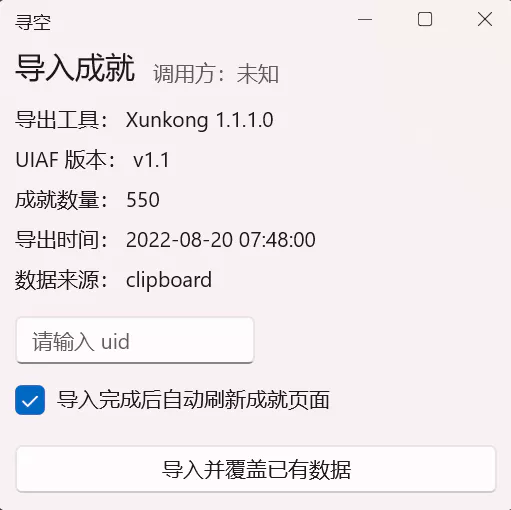 寻空
导入成就 调用方：未知
导出工具： Xunkong 1.1.1.0
UIAF 版本： v1.1
成就数量： 550
导出时间： 2022-08-20 07:48:00
数据来源： clipboard
请输入 uid
导入完成后自动刷新成就页面
导入并覆盖已有数据